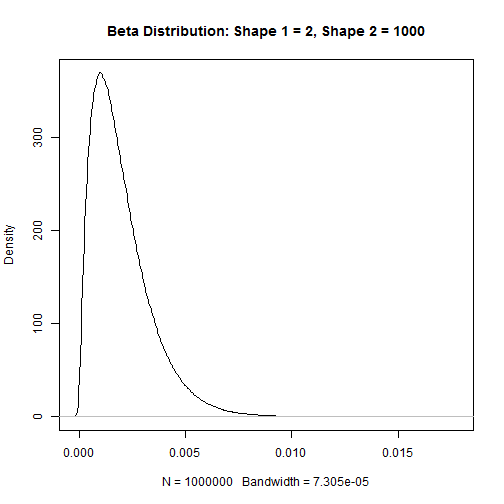 Beta Distribution: Shape 1 = 2, Shape 2 = 1000
Density
300
200
100
0
0.000 0.005 0.010 0.015
N = 1000000 Bandwidth = 7.305e-05